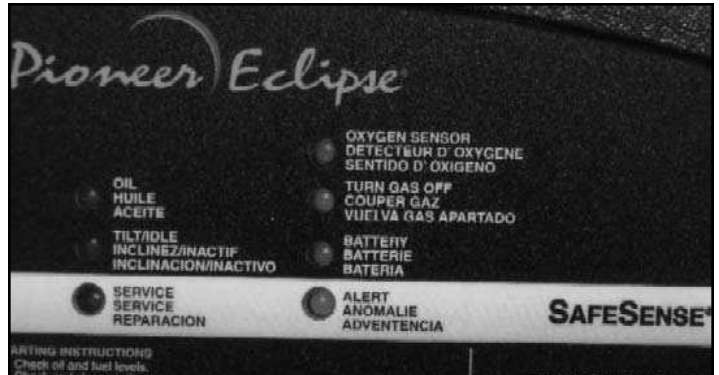 Pioneer Eclipse
OXYGEN SENSOR
DETECTEUR D' OXYGENE
SENTIDO D' OXIGENO
OIL
HUILE
ACEITE
TURN GAS OFF
COUPER GAZ
VUELVA GAS APARTADO
TILT/IDLE
INCLINEZ/INACTIF
INCLINACION/INACTIVO
BATTERY
BATTERIE
BATERIA
SERVICE
SERVICE
REPARACION
ALERT
ANOMALIE
ADVENTENCIA
SAFESENSE
ARTING INSTRUCTIONS
Check oil and fuel levels.